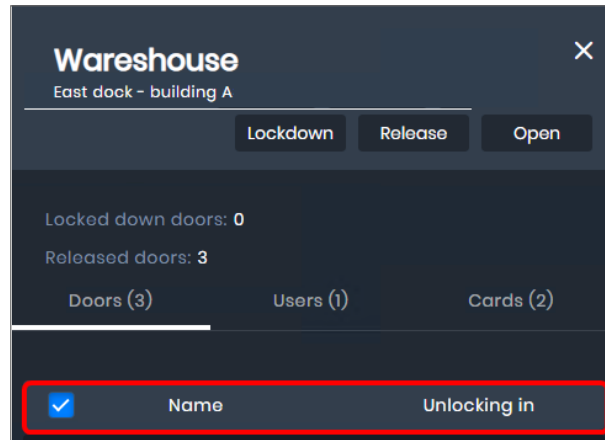 Wareshouse
East dock - building A
Lockdown Release Open
Locked down doors: 0
Released doors: 3
Doors (3) Users (1) Cards (2)
Name Unlocking in